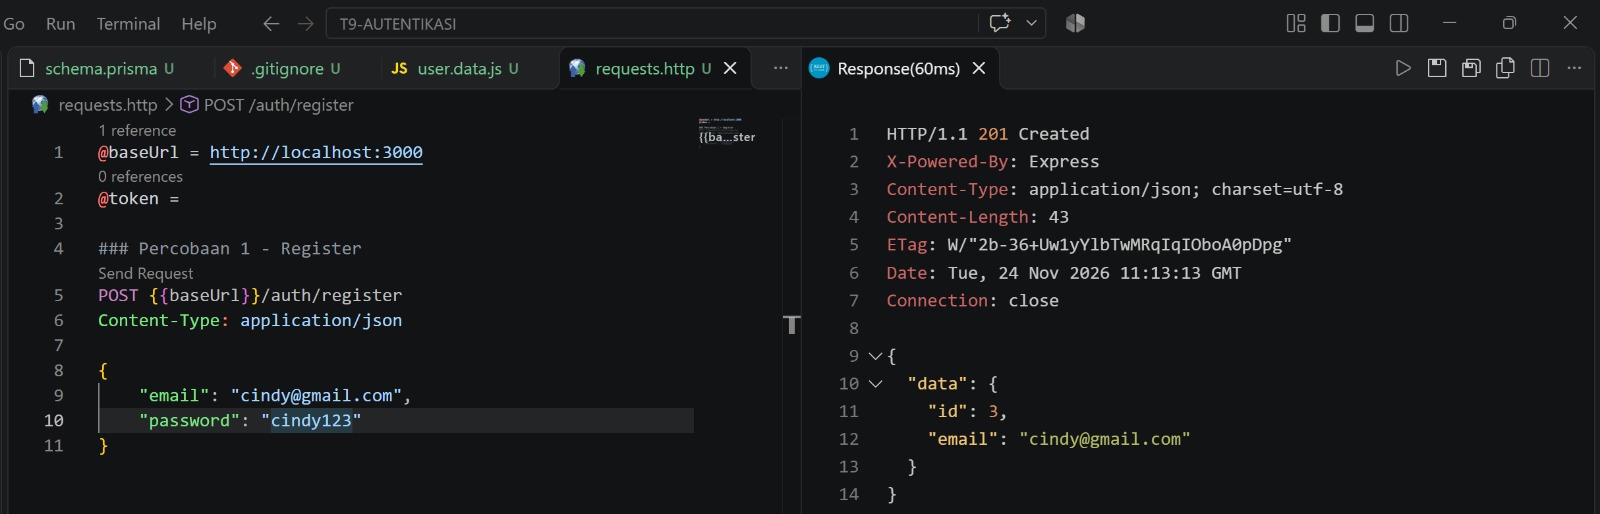 Go Run Terminal Help T9-AUTENTIKASI
schema.prisma U .gitignore U JS user.data.js U requests.http U
requests.http > POST /auth/register
1 reference
1 @baseUrl = http://localhost:3000
0 references
2 @token =
3
4 ### Percobaan 1 - Register
Send Request
5 POST {{baseUrl}}/auth/register
6 Content-Type: application/json
7
8 {
9 "email": "cindy@gmail.com",
10 "password": "cindy123"
11 }
{{ba...ster
T
Response(60ms)
1 HTTP/1.1 201 Created
2 X-Powered-By: Express
3 Content-Type: application/json; charset=utf-8
4 Content-Length: 43
5 ETag: W/"2b-36+Uw1yYlbTwMRqIqIOboA0pDpg"
6 Date: Tue, 24 Nov 2026 11:13:13 GMT
7 Connection: close
8
9 {
10 "data": {
11 "id": 3,
12 "email": "cindy@gmail.com"
13 }
14 }